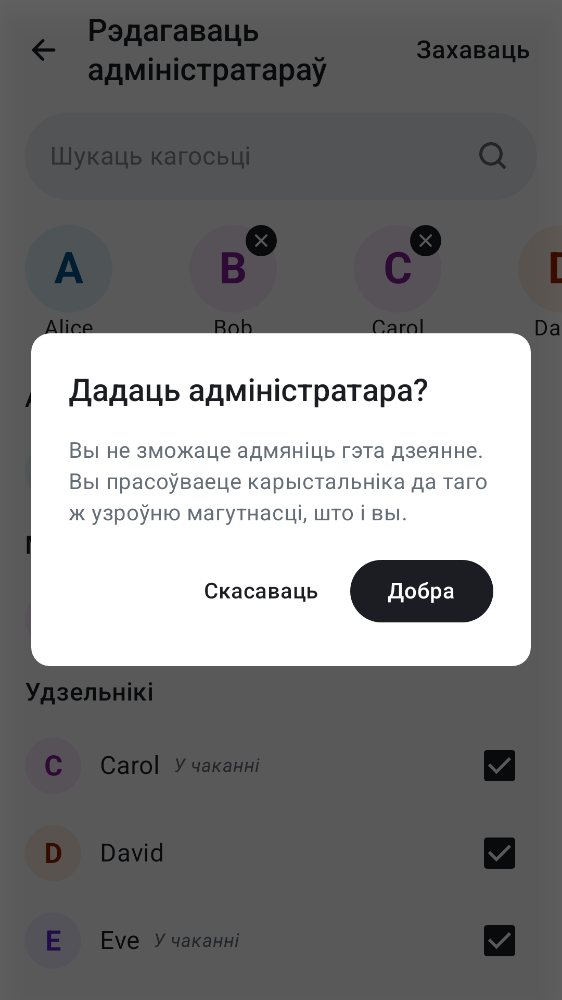 Рэдагаваць
адміністратараў
Захаваць
Шукаць кагосьці
A
B
C
D
Alice
Bob
Carol
Da
Дадаць адміністратара?
Вы не зможаце адмяніць гэта дзеянне.
Вы прасоўваеце карыстальніка да таго
ж узроўню магутнасці, што і вы.
Скасаваць
Добра
Удзельнікі
C
Carol У чаканні
D
David
E
Eve У чаканні